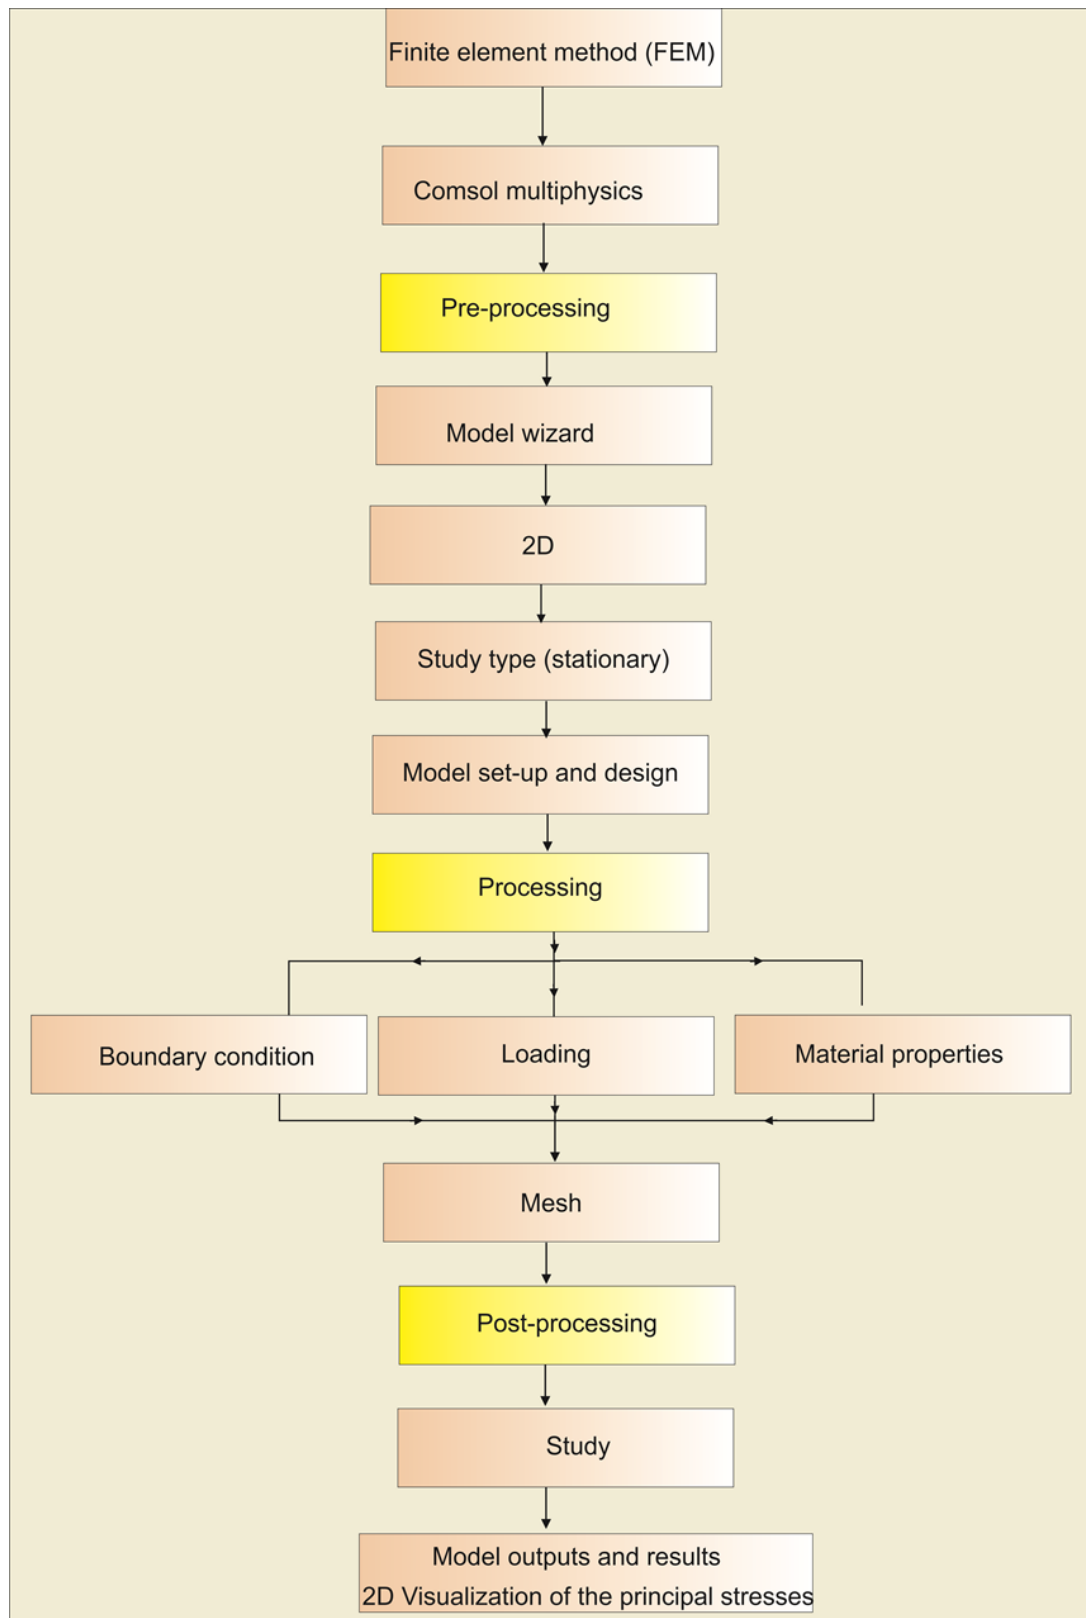 Finite element method (FEM)
Comsol multiphysics
Pre-processing
Model wizard
2D
Study type (stationary)
Model set-up and design
Processing
Boundary condition
Loading
Material properties
Mesh
Post-processing
Study
Model outputs and results
2D Visualization of the principal stresses